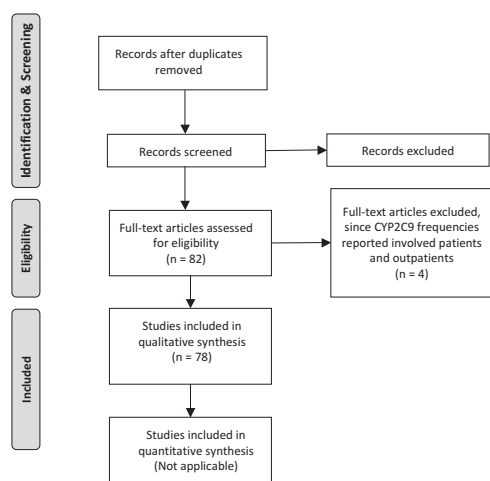 Identification & Screening
Records after duplicates
removed
Records screened
Records excluded
Eligibility
Full-text articles assessed
for eligibility
(n = 82)
Full-text articles excluded,
since CYP2C9 frequencies
reported involved patients
and outpatients
(n = 4)
Included
Studies included in
qualitative synthesis
(n = 78)
Studies included in
quantitative synthesis
(Not applicable)